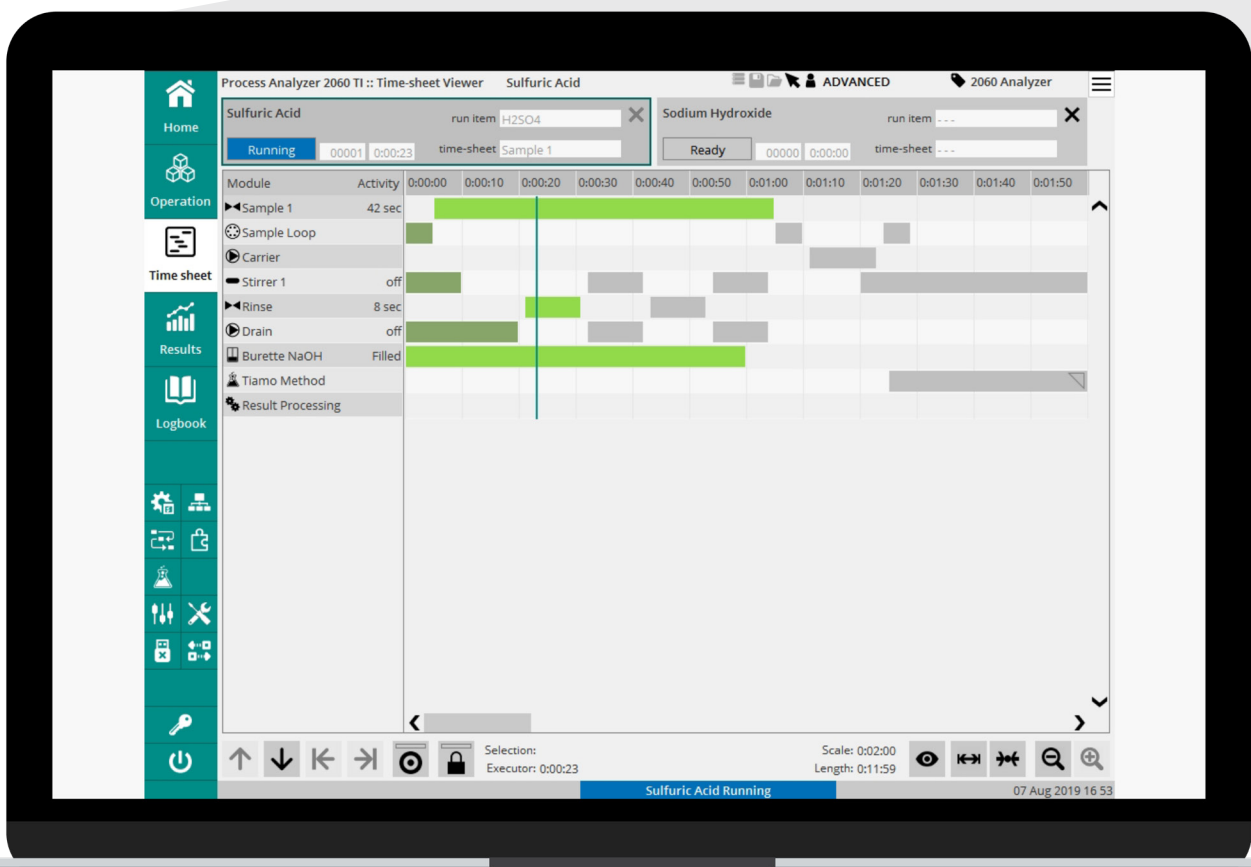 Process Analyzer 2060 TI :: Time-sheet Viewer Sulfuric Acid ADVANCED 2060 Analyzer
Home
Operation
Time sheet
Results
Logbook
Sulfuric Acid run item H2SO4
Running 00001 0:00:23 time-sheet Sample 1
Sodium Hydroxide run item - - -
Ready 00000 0:00:00 time-sheet - - -
Module Activity 0:00:00 0:00:10 0:00:20 0:00:30 0:00:40 0:00:50 0:01:00 0:01:10 0:01:20 0:01:30 0:01:40 0:01:50
Sample 1 42 sec
Sample Loop
Carrier
Stirrer 1 off
Rinse 8 sec
Drain off
Burette NaOH Filled
Tiamo Method
Result Processing
Selection:
Executor: 0:00:23
Scale: 0:02:00
Length: 0:11:59
Sulfuric Acid Running
07 Aug 2019 16 53